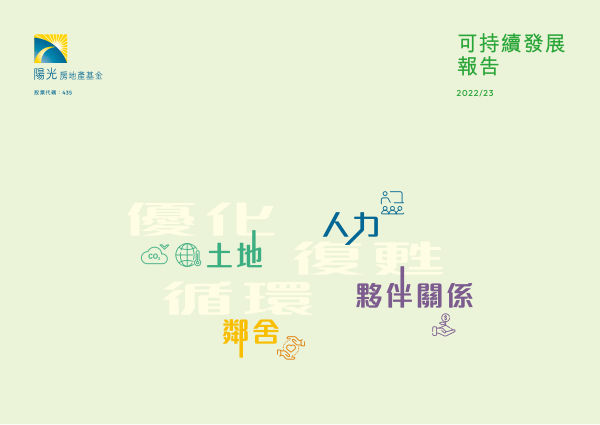 陽光房地產基金
股票代號：435
可持續發展
報告
2022/23
優化
人力
CO₂
土地
復甦
循環
夥伴關係
$
鄰舍